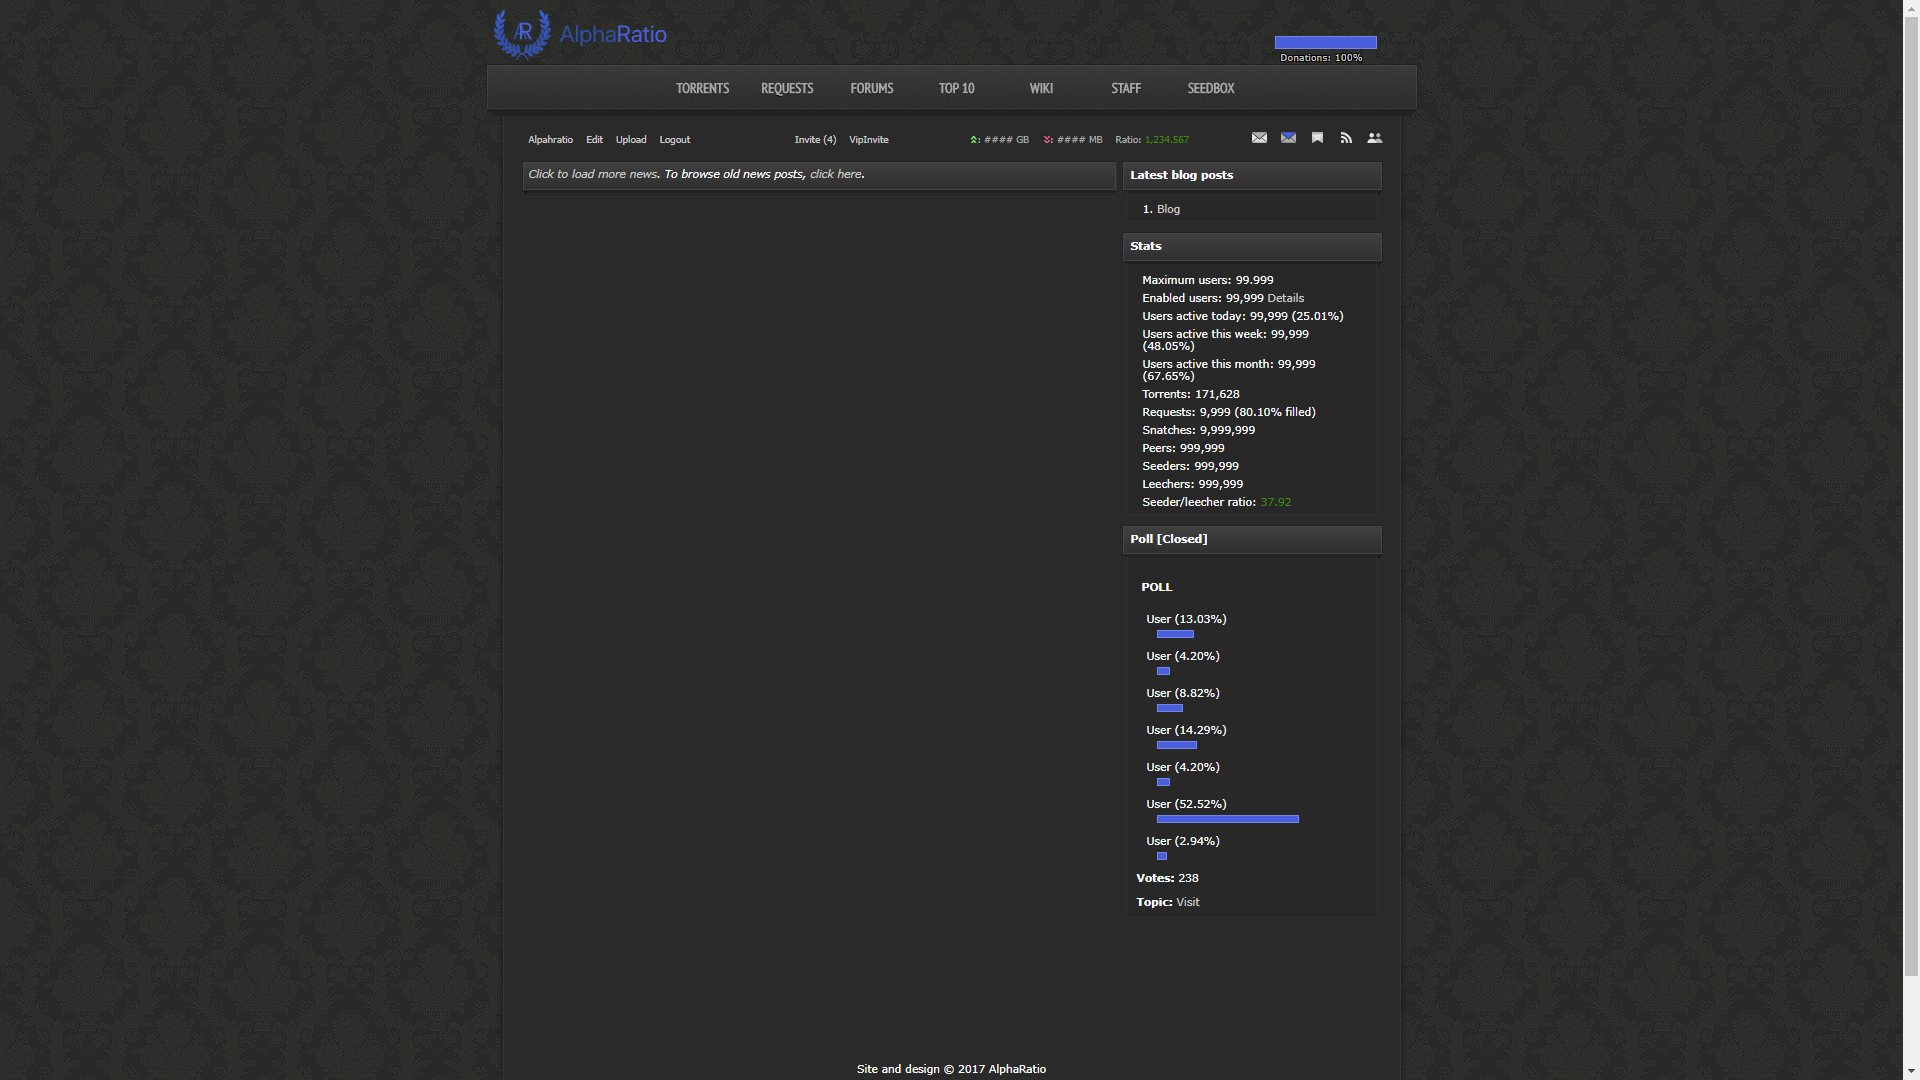 AR AlphaRatio
Donations: 100%
TORRENTS REQUESTS FORUMS TOP 10 WIKI STAFF SEEDBOX
Alpahratio Edit Upload Logout Invite (4) VipInvite : #### GB : #### MB Ratio: 1,234.567
Click to load more news. To browse old news posts, click here.
Latest blog posts
1. Blog
Stats
Maximum users: 99.999
Enabled users: 99,999 Details
Users active today: 99,999 (25.01%)
Users active this week: 99,999
(48.05%)
Users active this month: 99,999
(67.65%)
Torrents: 171,628
Requests: 9,999 (80.10% filled)
Snatches: 9,999,999
Peers: 999,999
Seeders: 999,999
Leechers: 999,999
Seeder/leecher ratio: 37.92
Poll [Closed]
POLL
User (13.03%)
User (4.20%)
User (8.82%)
User (14.29%)
User (4.20%)
User (52.52%)
User (2.94%)
Votes: 238
Topic: Visit
Site and design © 2017 AlphaRatio